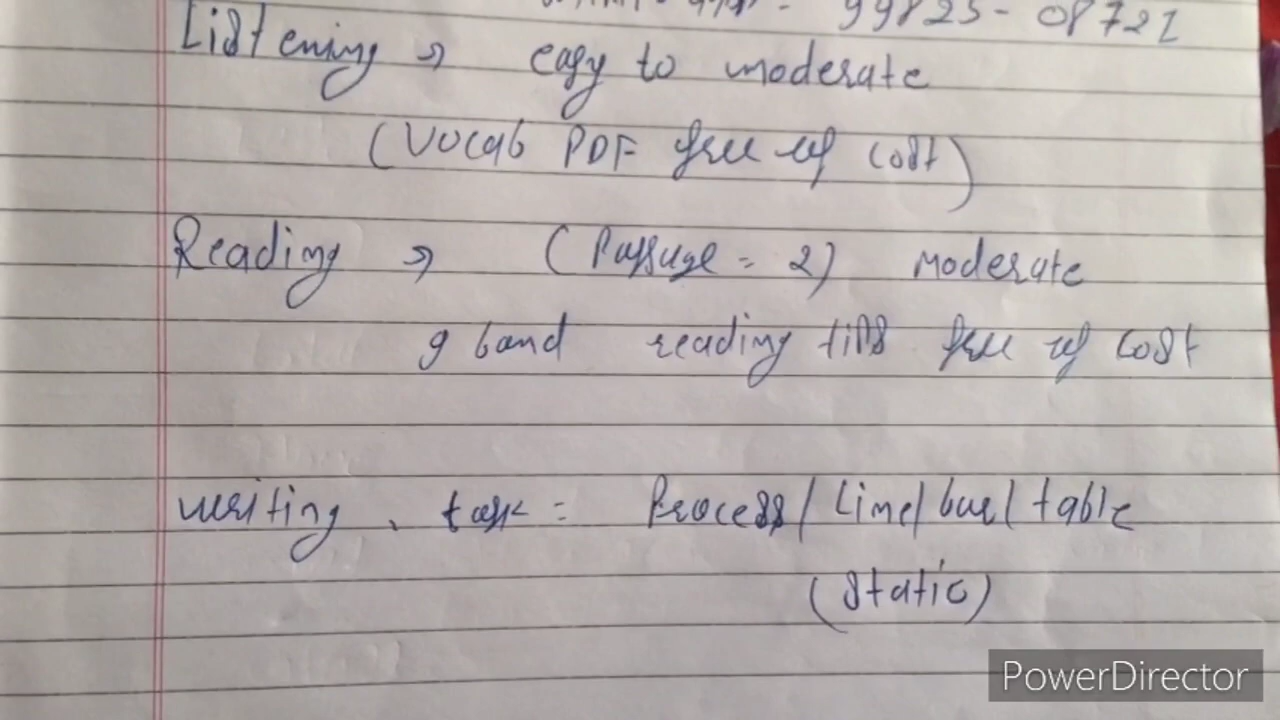 99825-08721
Listening → easy to moderate
(Vocab PDF free of cost)
Reading → (Passage = 2) moderate
9 band reading tips free of cost
writing, task = Process/Line/bar/table
(static)
PowerDirector